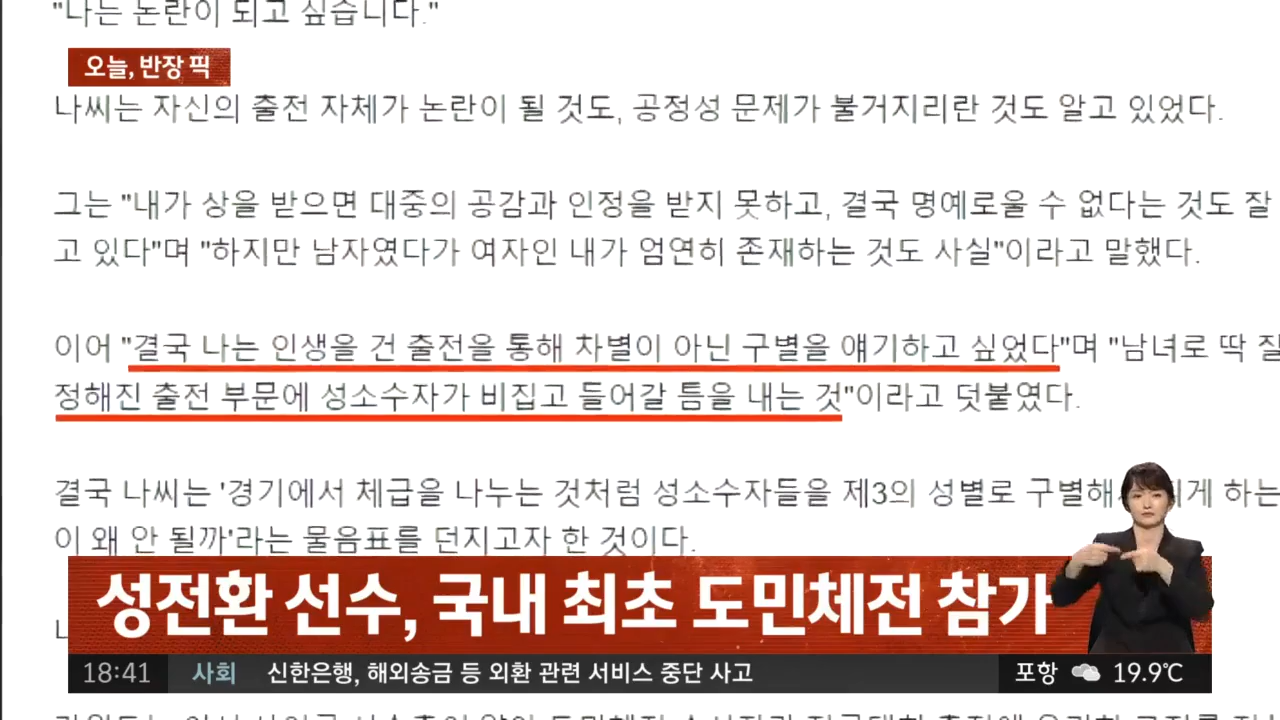 "나는 논란이 되고 싶습니다."
오늘, 반장 픽
나씨는 자신의 출전 자체가 논란이 될 것도, 공정성 문제가 불거지리란 것도 알고 있었다.
그는 "내가 상을 받으면 대중의 공감과 인정을 받지 못하고, 결국 명예로울 수 없다는 것도 잘
고 있다"며 "하지만 남자였다가 여자인 내가 엄연히 존재하는 것도 사실"이라고 말했다.
이어 "결국 나는 인생을 건 출전을 통해 차별이 아닌 구별을 얘기하고 싶었다"며 "남녀로 딱 잘
정해진 출전 부문에 성소수자가 비집고 들어갈 틈을 내는 것"이라고 덧붙였다.
결국 나씨는 '경기에서 체급을 나누는 것처럼 성소수자들을 제3의 성별로 구별해 하는
이 왜 안 될까'라는 물음표를 던지고자 한 것이다.
성전환 선수, 국내 최초 도민체전 참가
18:41 사회 신한은행, 해외송금 등 외환 관련 서비스 중단 사고 포항 19.9℃